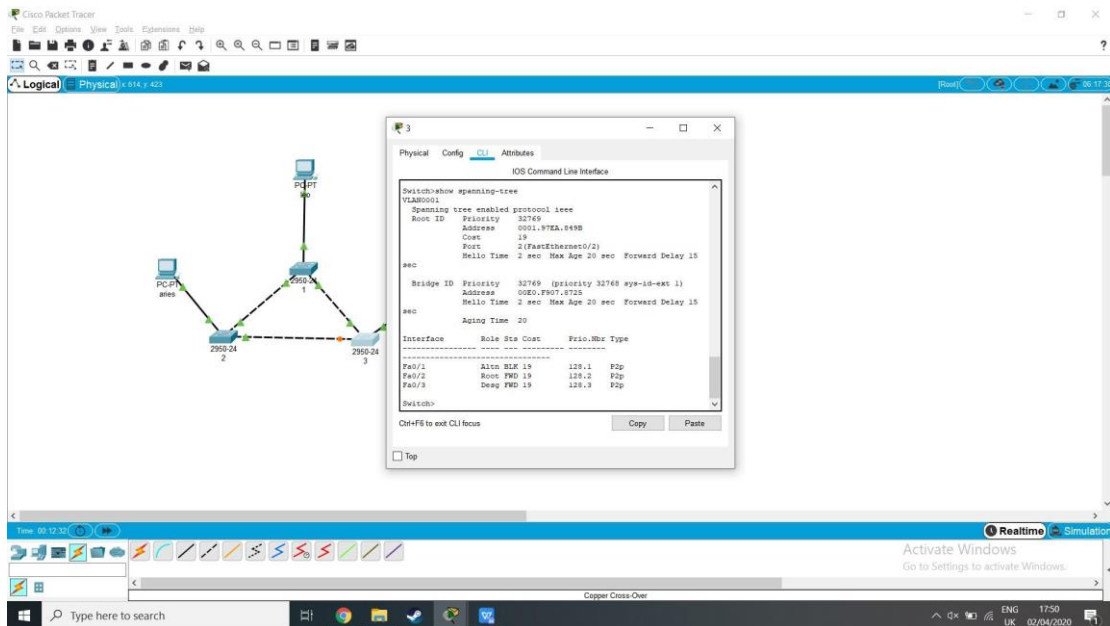 Cisco Packet Tracer
File Edit Options View Tools Extensions Help
?
Logical Physical x: 614, y: 423
[Root] 06:17:30
3
Physical Config CLI Attributes
IOS Command Line Interface
Switch>show spanning-tree
VLAN0001
Spanning tree enabled protocol ieee
Root ID Priority 32769
Address 0001.97EA.849B
Cost 19
Port 2(FastEthernet0/2)
Hello Time 2 sec Max Age 20 sec Forward Delay 15
sec
Bridge ID Priority 32769 (priority 32768 sys-id-ext 1)
Address 00E0.F907.8725
Hello Time 2 sec Max Age 20 sec Forward Delay 15
sec
Aging Time 20
Interface Role Sts Cost Prio.Nbr Type
---------------- ---- --- --------- -------- --------------------------------
Fa0/1 Altn BLK 19 128.1 P2p
Fa0/2 Root FWD 19 128.2 P2p
Fa0/3 Desg FWD 19 128.3 P2p
Switch>
Ctrl+F6 to exit CLI focus Copy Paste
Top
PC-PT
PC-PT
aries
2950-24
1
2950-24
2
2950-24
3
Time: 00:12:32 Realtime Simulation
Activate Windows
Go to Settings to activate Windows.
Copper Cross-Over
Type here to search
ENG 17:50
UK 02/04/2020